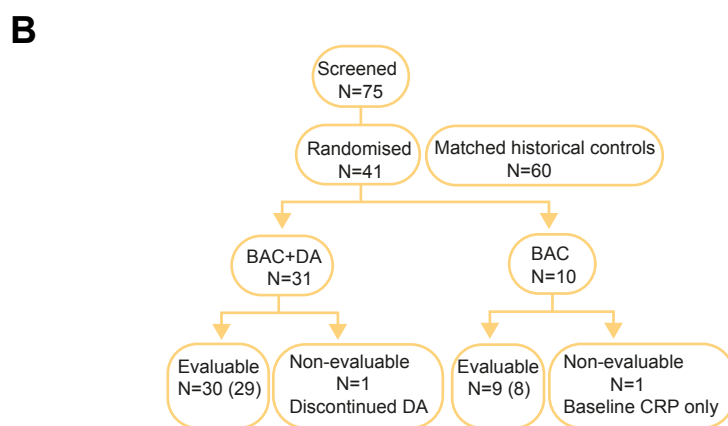 B
Screened
N=75
Randomised
N=41
Matched historical controls
N=60
BAC+DA
N=31
BAC
N=10
Evaluable
N=30 (29)
Non-evaluable
N=1
Discontinued DA
Evaluable
N=9 (8)
Non-evaluable
N=1
Baseline CRP only